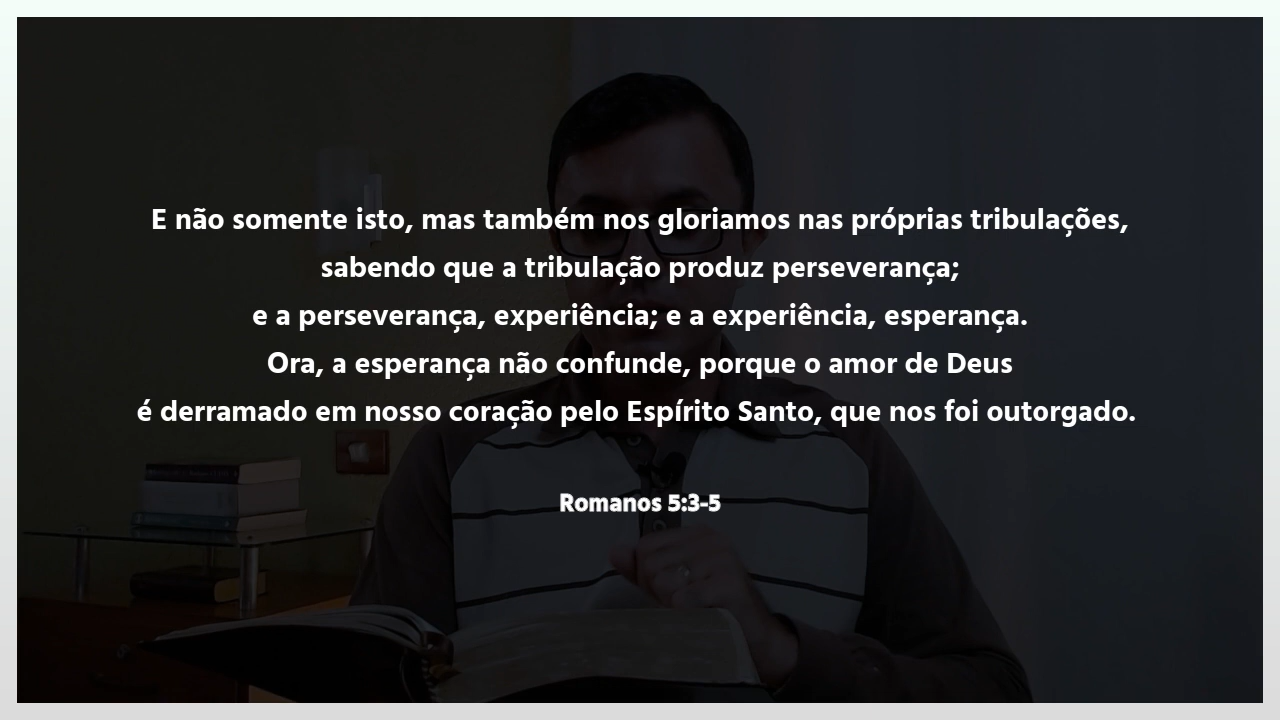 E não somente isto, mas também nos gloriamos nas próprias tribulações,
sabendo que a tribulação produz perseverança;
e a perseverança, experiência; e a experiência, esperança.
Ora, a esperança não confunde, porque o amor de Deus
é derramado em nosso coração pelo Espírito Santo, que nos foi outorgado.
Romanos 5:3-5